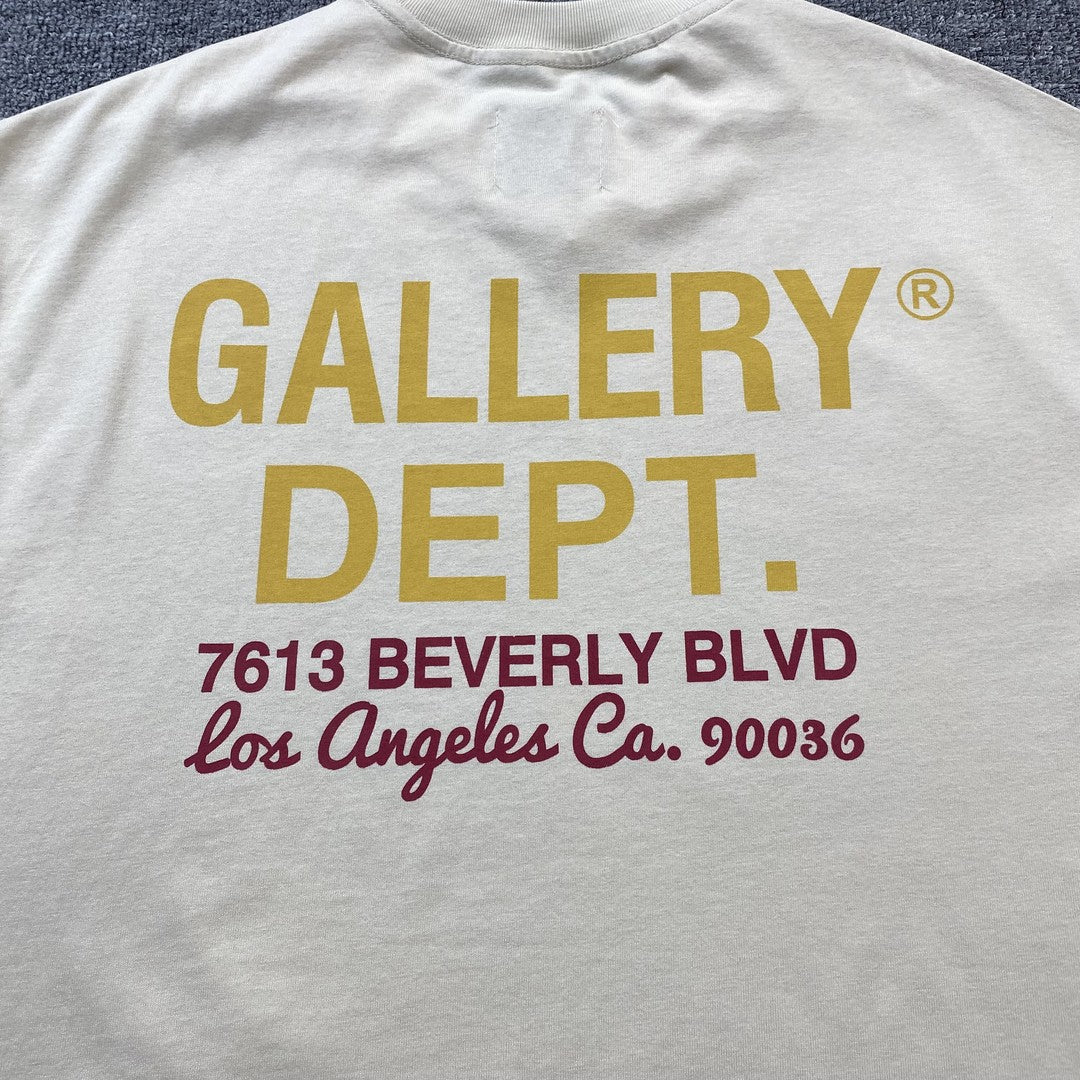 GALLERY®
DEPT.
7613 BEVERLY BLVD
Los Angeles Ca. 90036